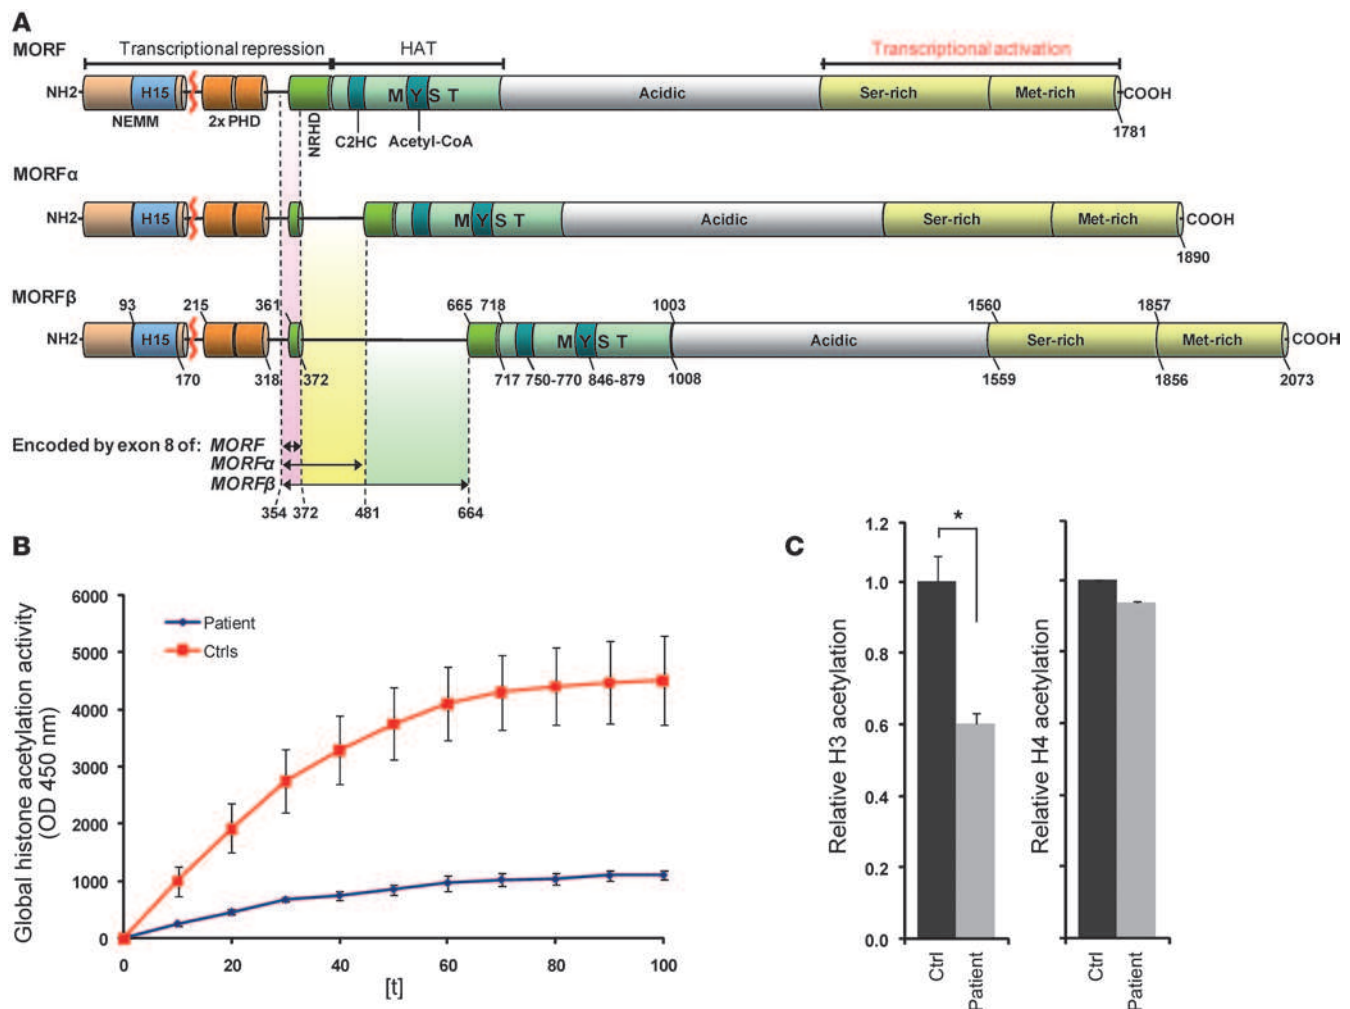 A
MORF
Transcriptional repression
HAT
Transcriptional activation
NH2
H15
M Y S T
Acidic
Ser-rich
Met-rich
COOH
NEMM
2x PHD
NRHD
C2HC
Acetyl-CoA
1781
MORFα
NH2
H15
M Y S T
Acidic
Ser-rich
Met-rich
COOH
1890
MORFβ
93
215
361
665
718
1003
1560
1857
NH2
H15
M Y S T
Acidic
Ser-rich
Met-rich
COOH
170
318
372
717
750-770
846-879
1008
1559
1856
2073
Encoded by exon 8 of: MORF
MORFα
MORFβ
354
372
481
664
B
Global histone acetylation activity
(OD 450 nm)
6000
5000
4000
3000
2000
1000
0
Patient
Ctrls
0
20
40
60
80
100
[t]
C
Relative H3 acetylation
1.2
1.0
0.8
0.6
0.4
0.2
0.0
*
Ctrl
Patient
Relative H4 acetylation
Ctrl
Patient